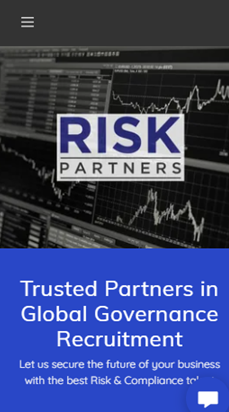 RISK
PARTNERS
Trusted Partners in
Global Governance
Recruitment
Let us secure the future of your business
with the best Risk & Compliance